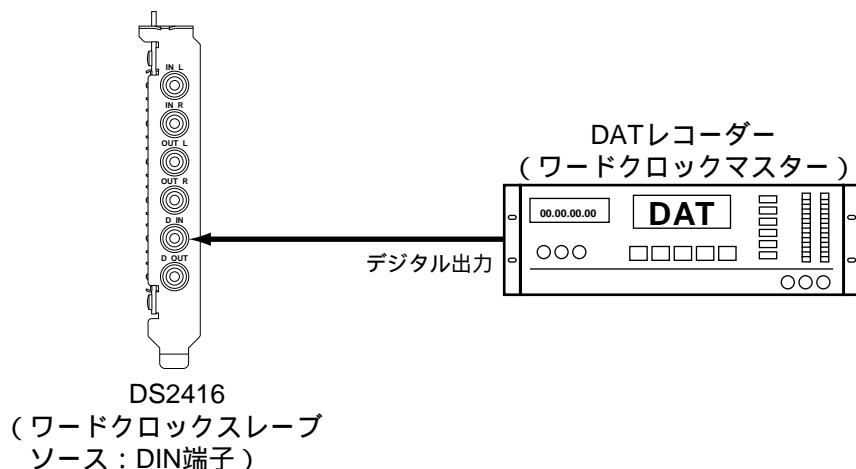 IN L
IN R
OUT L
OUT R
D IN
D OUT
DS2416
（ワードクロックスレーブ
ソース：DIN端子）
デジタル出力
DATレコーダー
（ワードクロックマスター）
00.00.00.00
DAT